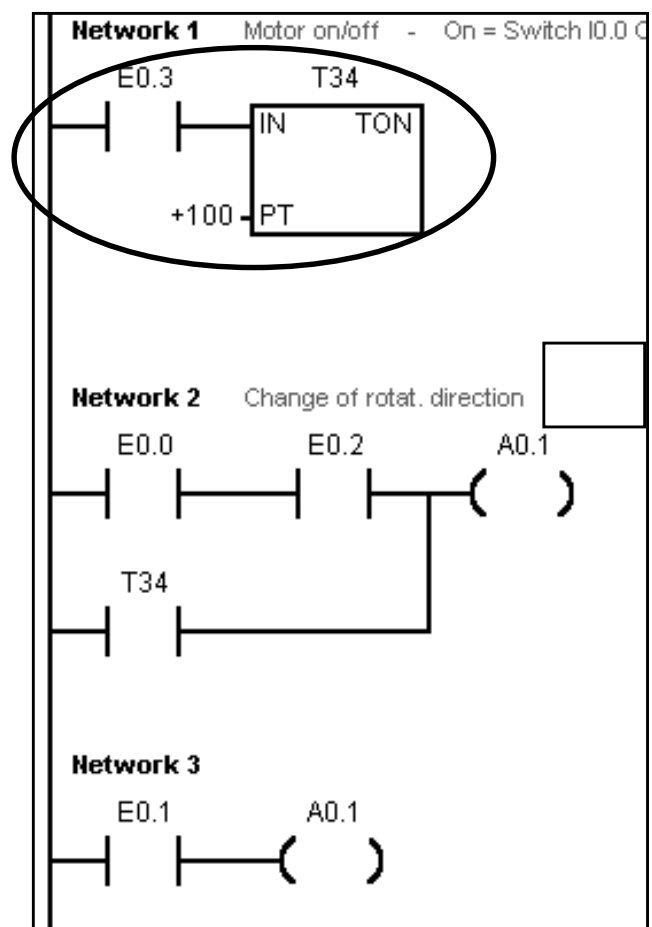 Network 1 Motor on/off - On = Switch I0.0
E0.3 T34
IN TON
+100 PT
Network 2 Change of rotat. direction
E0.0 E0.2 A0.1
T34
Network 3
E0.1 A0.1